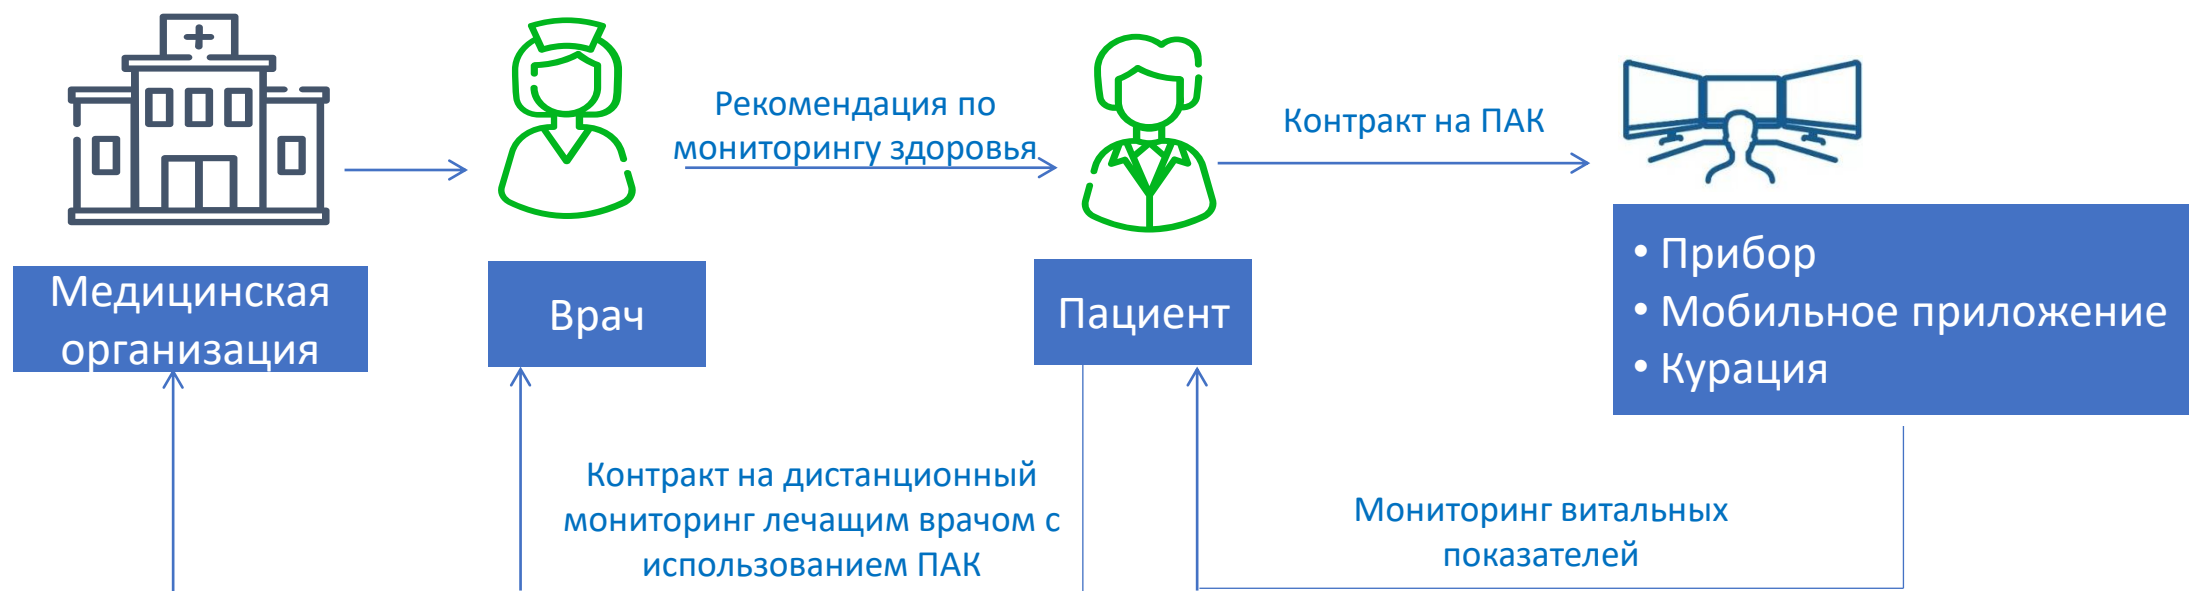 Рекомендация по
мониторингу здоровья
Контракт на ПАК
Медицинская
организация
Врач
Пациент
• Прибор
• Мобильное приложение
• Курация
Контракт на дистанционный
мониторинг лечащим врачом с
использованием ПАК
Мониторинг витальных
показателей